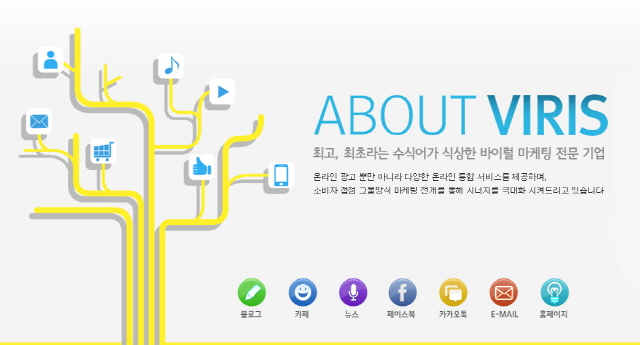 ABOUT VIRIS
최고, 최초라는 수식어가 식상한 바이럴 마케팅 전문 기업
온라인 광고 뿐만 아니라 다양한 온라인 통합 서비스를 제공하며,
소비자 접점 그물망식 마케팅 전개를 통해 시너지를 극대화 시켜드리고 있습니다
블로그
카페
뉴스
페이스북
카카오톡
E-MAIL
홈페이지